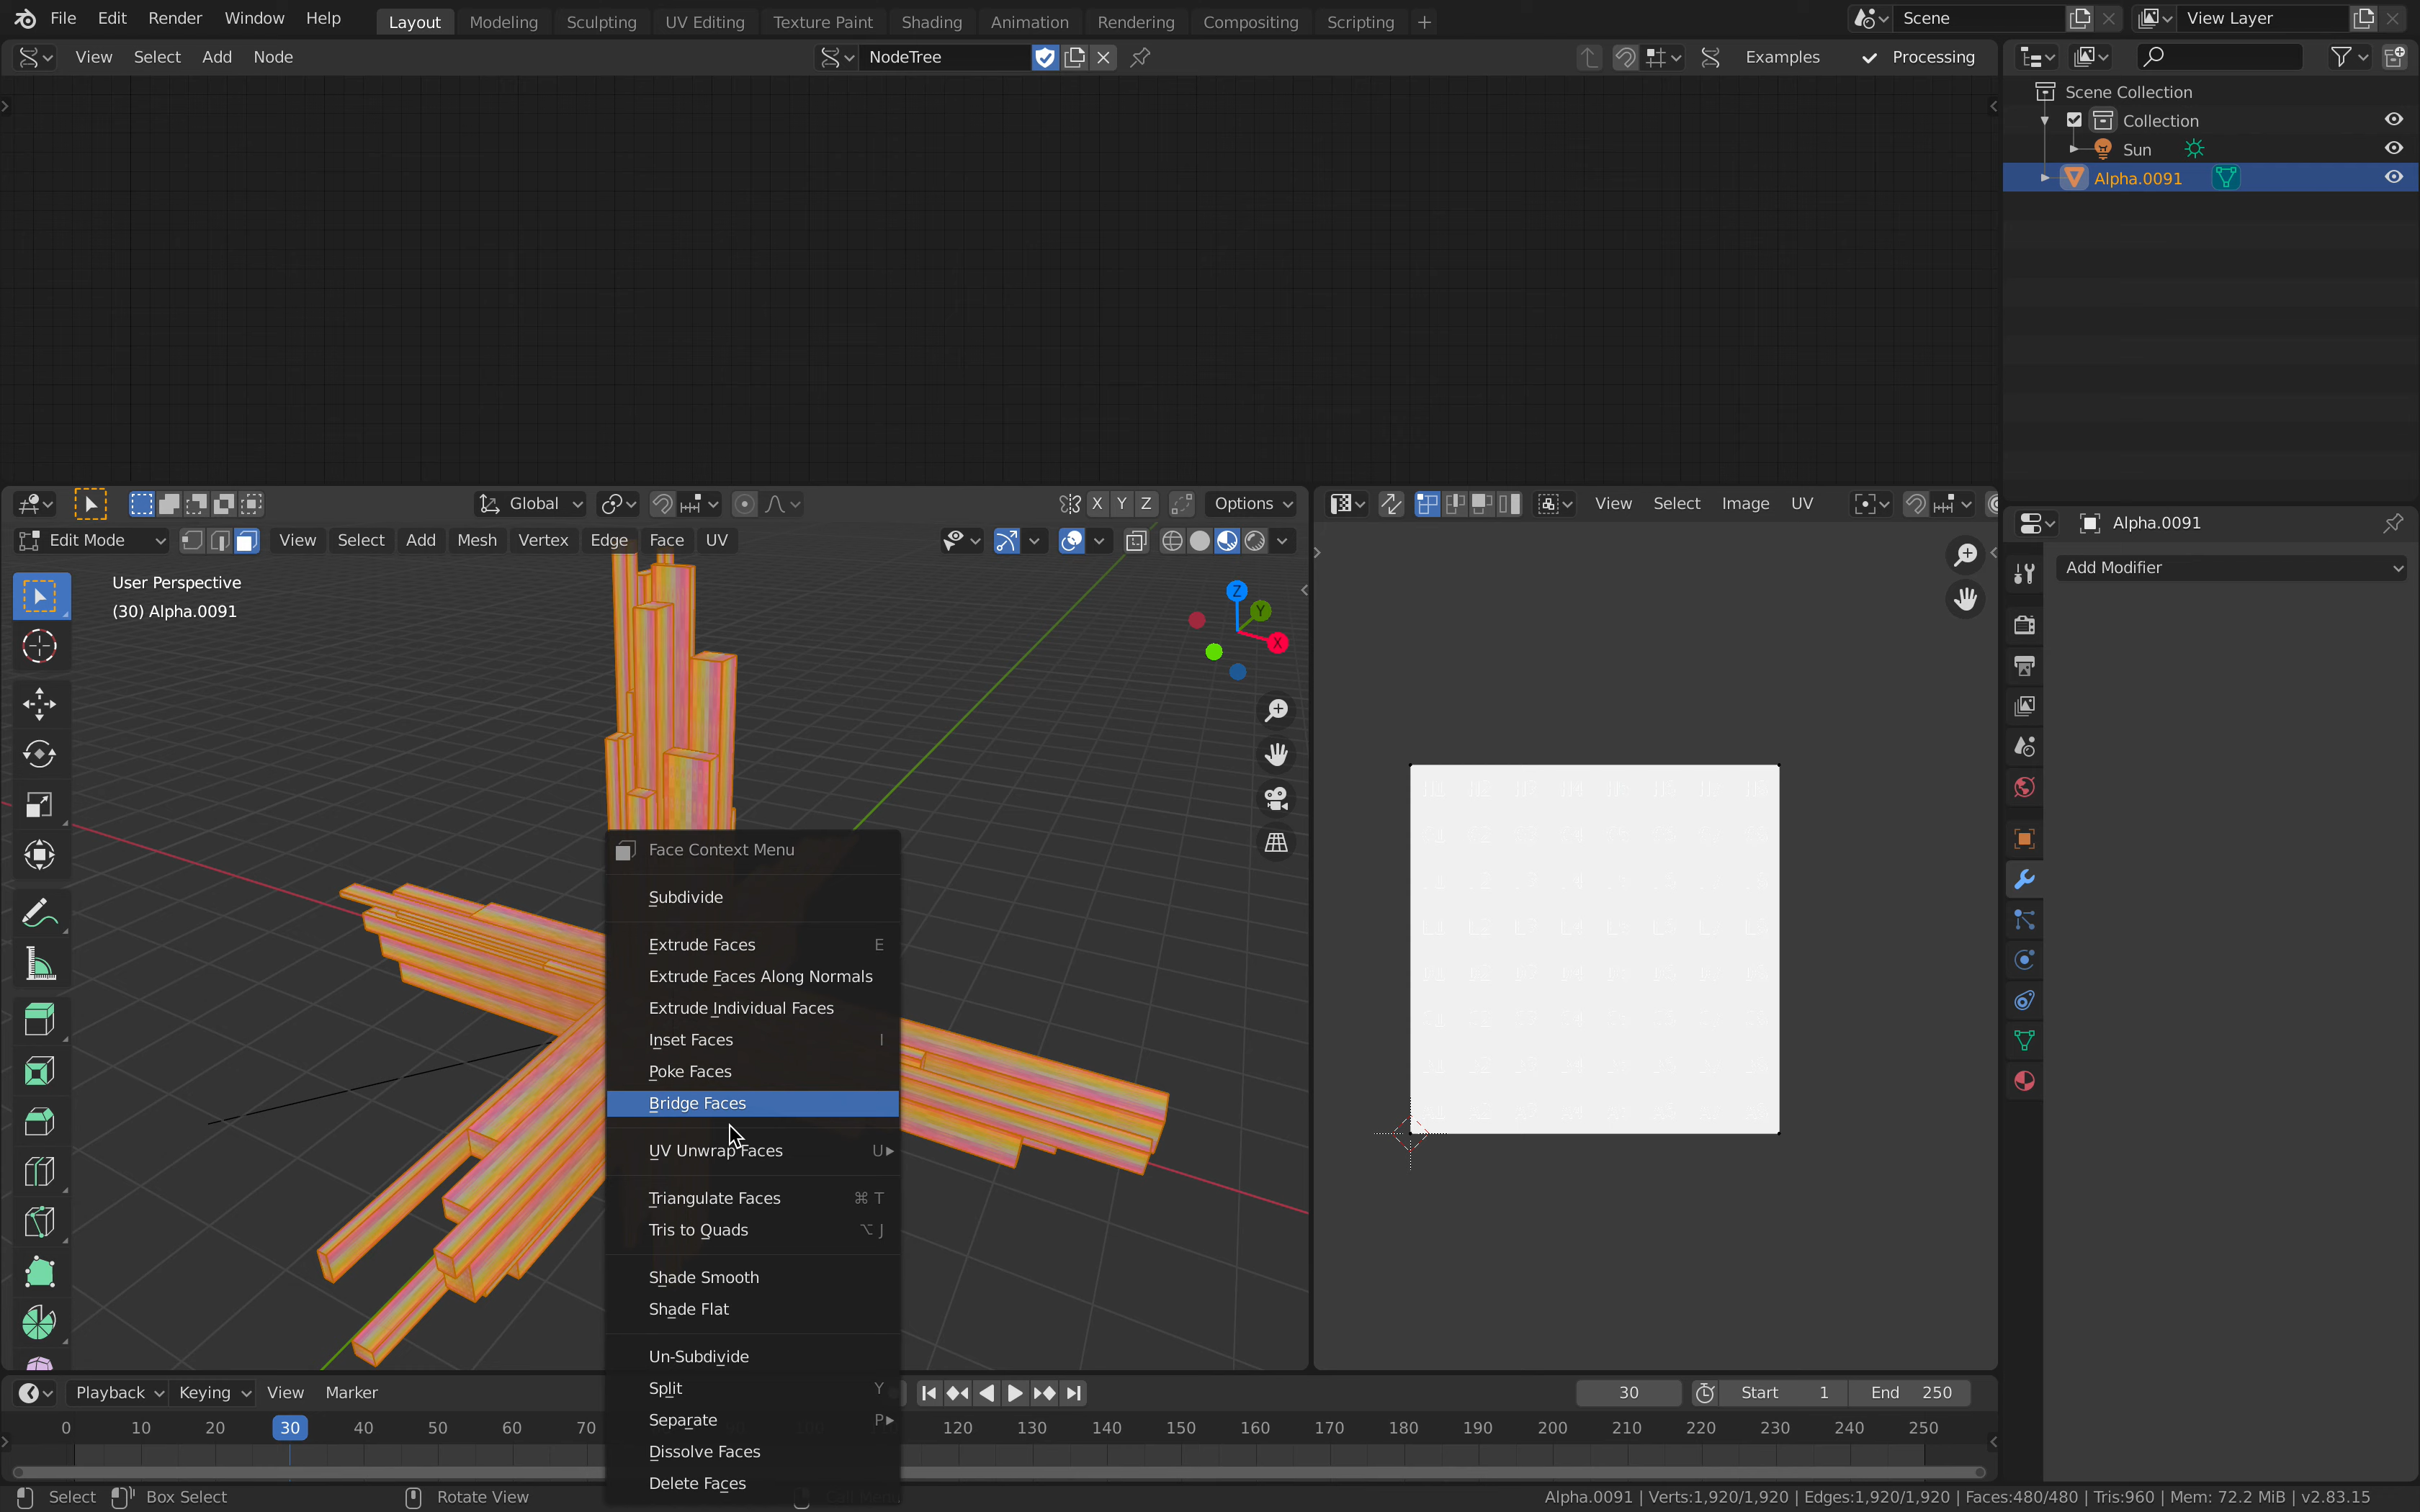 File Edit Render Window Help Layout Modeling Sculpting UV Editing Texture Paint Shading Animation Rendering Compositing Scripting + Scene View Layer
View Select Add Node NodeTree Examples Processing
Scene Collection
Collection
Sun
Alpha.0091
Global X Y Z Options View Select Image UV
Edit Mode View Select Add Mesh Vertex Edge Face UV
Alpha.0091
Add Modifier
User Perspective
(30) Alpha.0091
Z
Y
X
Face Context Menu
Subdivide
Extrude Faces E
Extrude Faces Along Normals
Extrude Individual Faces
Inset Faces I
Poke Faces
Bridge Faces
UV Unwrap Faces U
Triangulate Faces ⌘ T
Tris to Quads ⌥ J
Shade Smooth
Shade Flat
Un-Subdivide
Split Y
Separate P
Dissolve Faces
Delete Faces
Playback Keying View Marker 30 Start 1 End 250
0 10 20 30 40 50 60 70 120 130 140 150 160 170 180 190 200 210 220 230 240 250
Select Box Select Rotate View Alpha.0091 | Verts:1,920/1,920 | Edges:1,920/1,920 | Faces:480/480 | Tris:960 | Mem: 72.2 MiB | v2.83.15